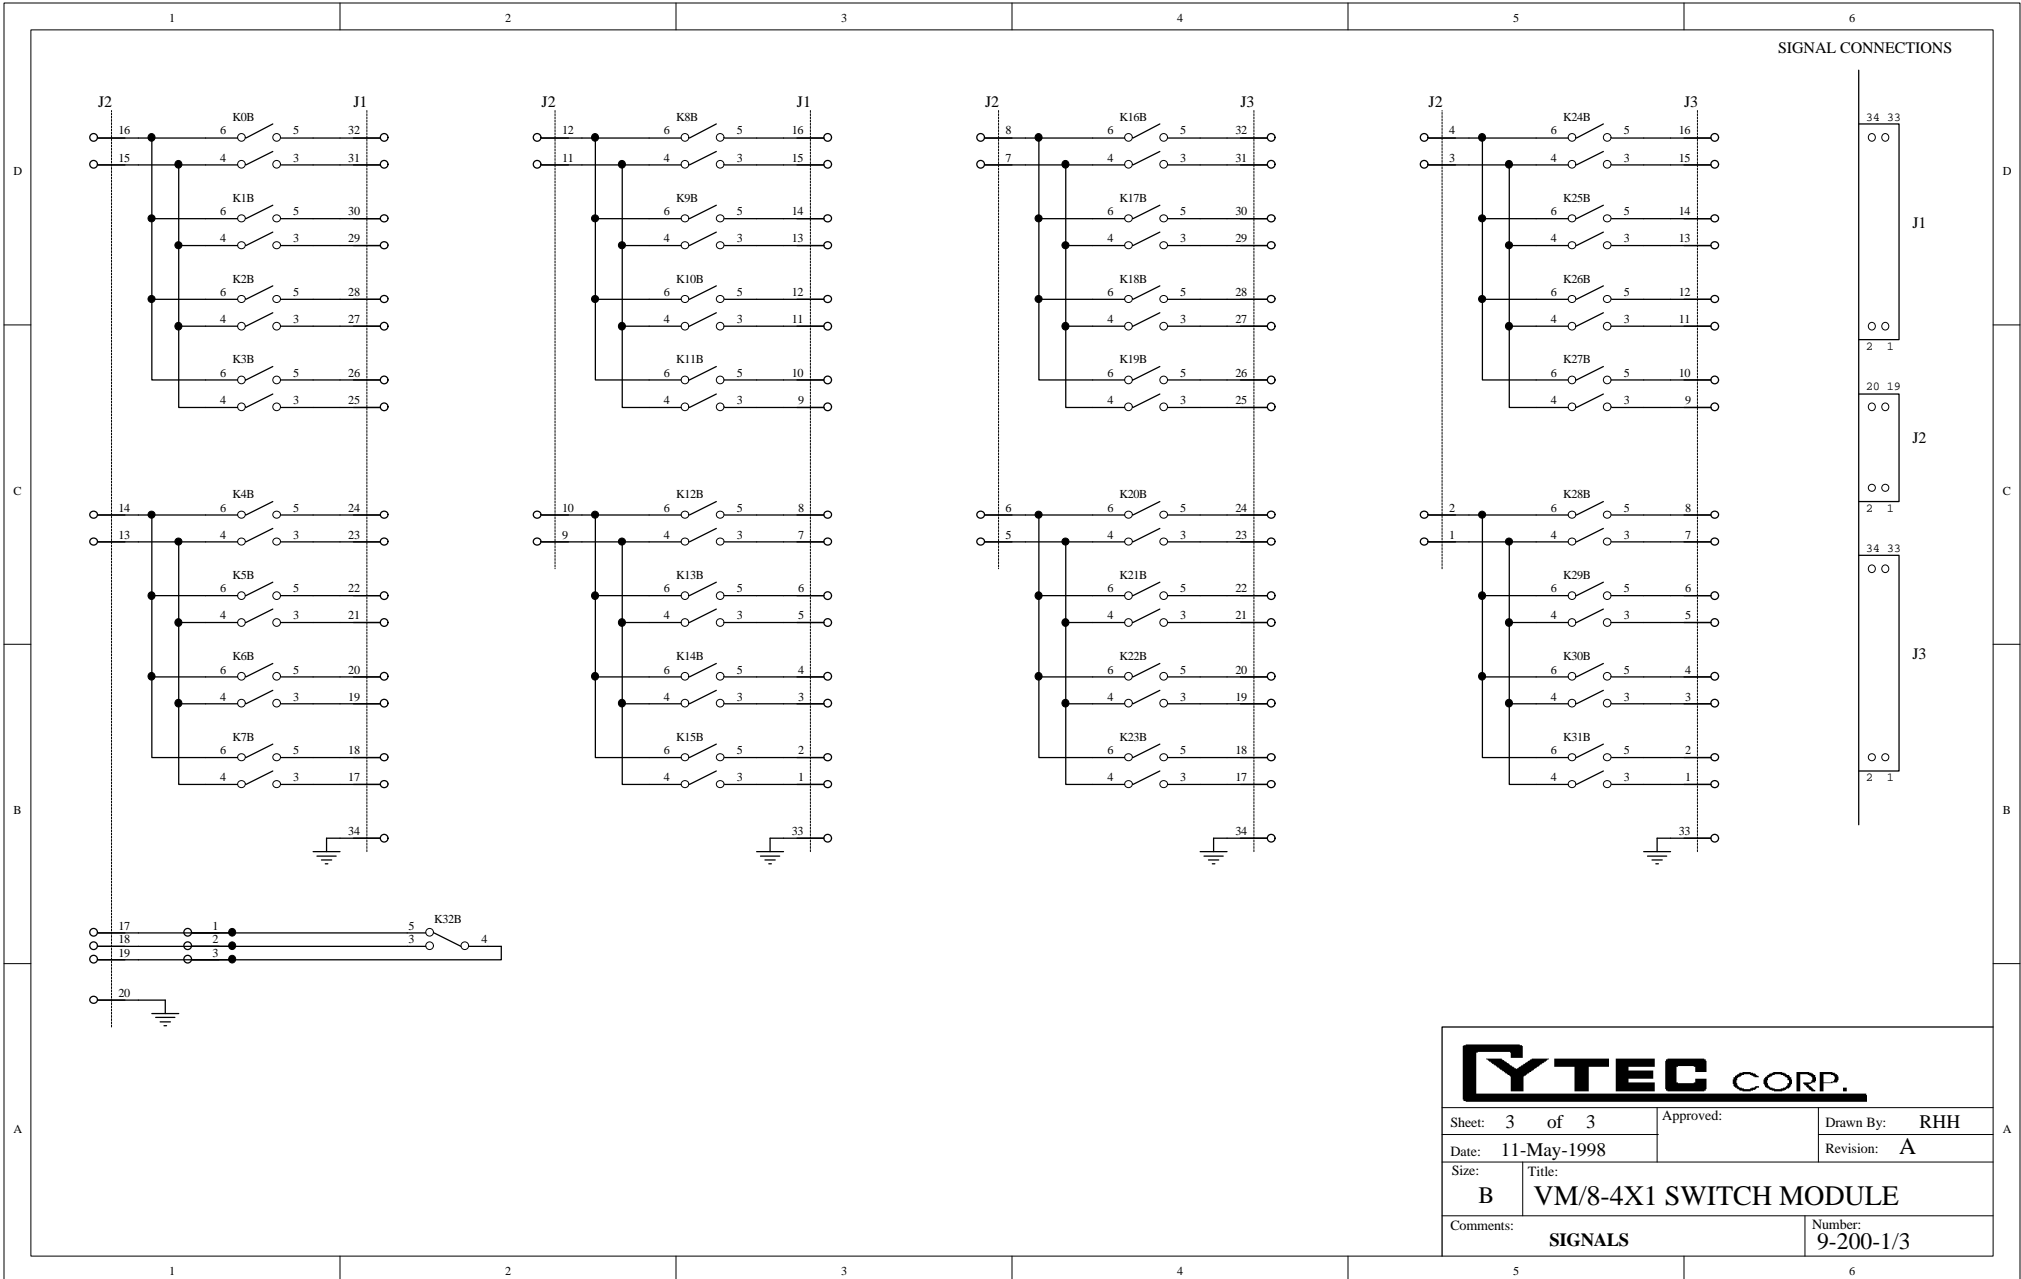 1 2 3 4 5 6
SIGNAL CONNECTIONS
J2 J1 J2 J1 J2 J3 J2 J3
K0B K8B K16B K24B
16 6 5 32 12 6 5 16 8 6 5 32 4 6 5 16
15 4 3 31 11 4 3 15 7 4 3 31 3 4 3 15
K1B K9B K17B K25B
6 5 30 6 5 14 6 5 30 6 5 14
4 3 29 4 3 13 4 3 29 4 3 13
K2B K10B K18B K26B
6 5 28 6 5 12 6 5 28 6 5 12
4 3 27 4 3 11 4 3 27 4 3 11
K3B K11B K19B K27B
6 5 26 6 5 10 6 5 26 6 5 10
4 3 25 4 3 9 4 3 25 4 3 9
K4B K12B K20B K28B
14 6 5 24 10 6 5 8 6 6 5 24 2 6 5 8
13 4 3 23 9 4 3 7 5 4 3 23 1 4 3 7
K5B K13B K21B K29B
6 5 22 6 5 6 6 5 22 6 5 6
4 3 21 4 3 5 4 3 21 4 3 5
K6B K14B K22B K30B
6 5 20 6 5 4 6 5 20 6 5 4
4 3 19 4 3 3 4 3 19 4 3 3
K7B K15B K23B K31B
6 5 18 6 5 2 6 5 18 6 5 2
4 3 17 4 3 1 4 3 17 4 3 1
34 33 34 33
K32B
17 1 5
18 2 3 4
19 3
20
34 33
J1
2 1
20 19
J2
2 1
34 33
J3
2 1
D D
C C
B B
A A
CYTEC CORP.
Sheet: 3 of 3 Approved: Drawn By: RHH
Date: 11-May-1998 Revision: A
Size: B Title: VM/8-4X1 SWITCH MODULE
Comments: SIGNALS Number: 9-200-1/3
1 2 3 4 5 6